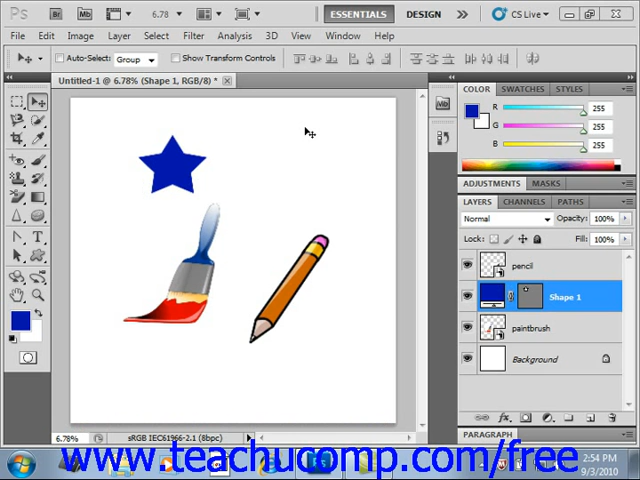 Ps Br Mb 6.78 ESSENTIALS DESIGN CS Live
File Edit Image Layer Select Filter Analysis 3D View Window Help
Auto-Select: Group Show Transform Controls
Untitled-1 @ 6.78% (Shape 1, RGB/8) *
COLOR SWATCHES STYLES
R 255
G 255
B 255
ADJUSTMENTS MASKS
LAYERS CHANNELS PATHS
Normal Opacity: 100%
Lock: Fill: 100%
pencil
Shape 1
paintbrush
Background
PARAGRAPH
6.78% sRGB IEC61966-2.1 (8bpc)
www.teachucomp.com/free
2:54 PM
9/3/2010